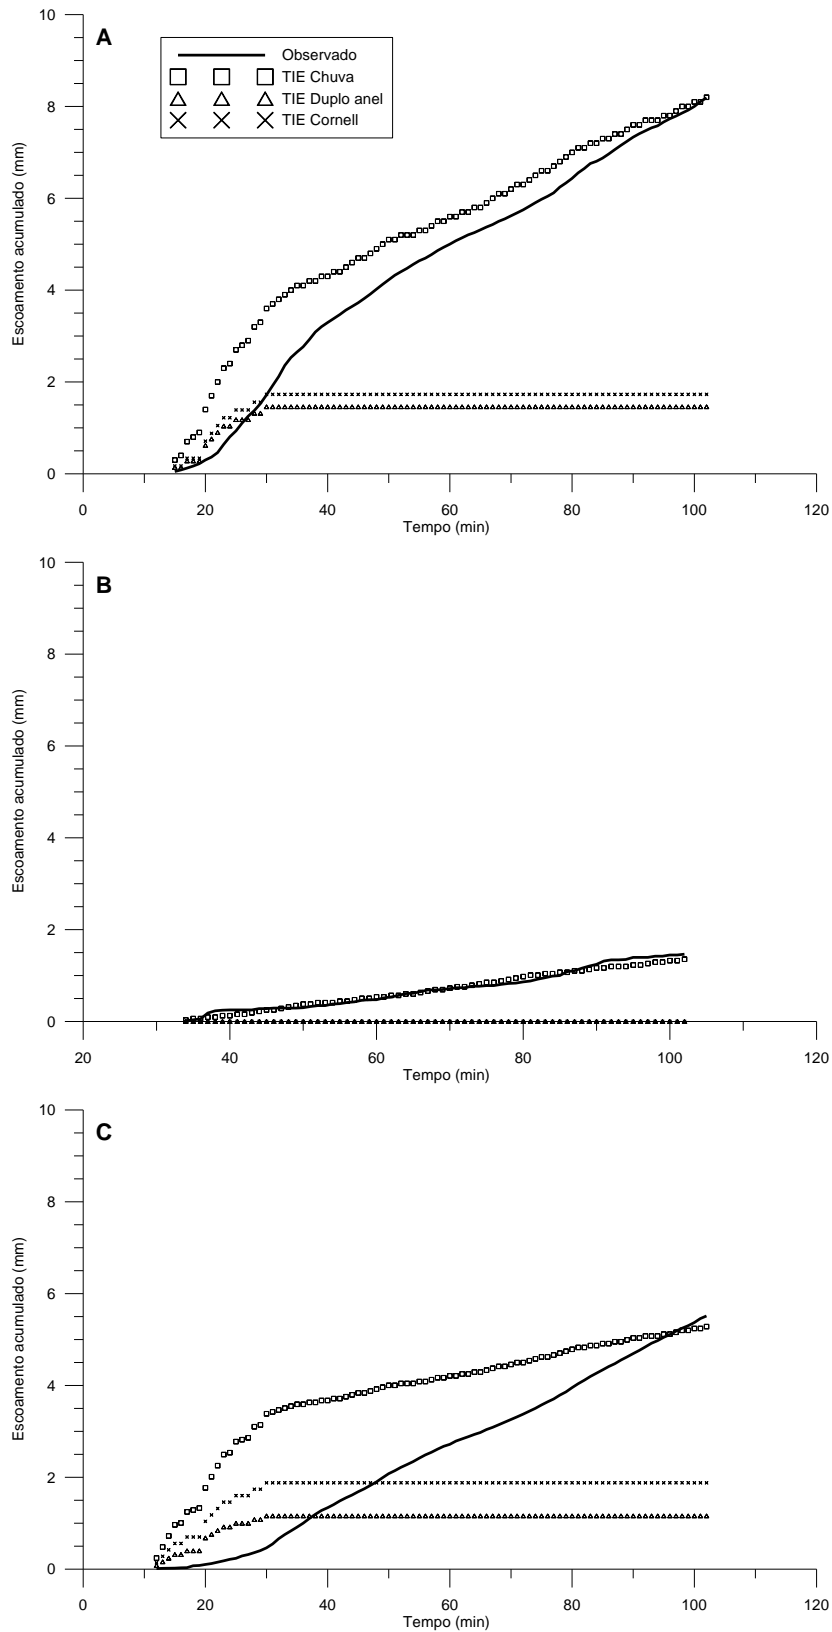 10
A
Observado
TIE Chuva
TIE Duplo anel
TIE Cornell
8
6
4
2
0
Escoamento acumulado (mm)
0 20 40 60 80 100 120
Tempo (min)
10
B
8
6
4
2
0
Escoamento acumulado (mm)
20 40 60 80 100 120
Tempo (min)
10
C
8
6
4
2
0
Escoamento acumulado (mm)
0 20 40 60 80 100 120
Tempo (min)